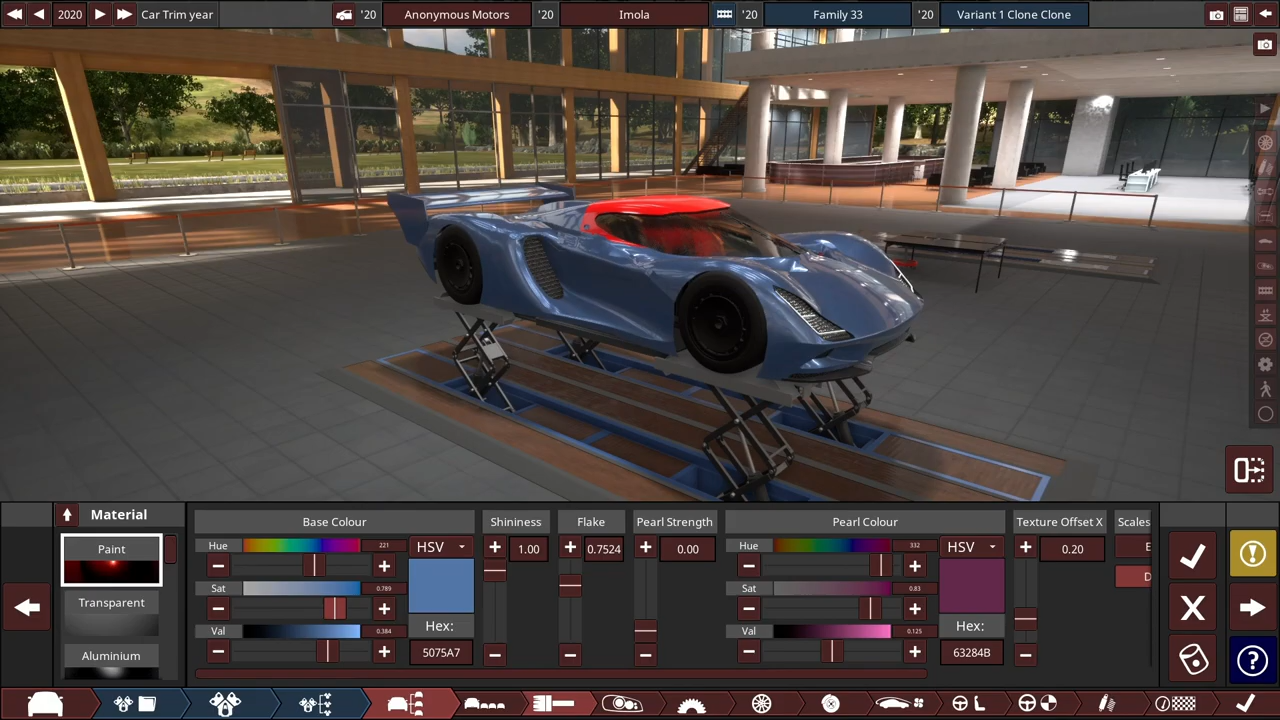 2020 Car Trim year '20 Anonymous Motors '20 Imola '20 Family 33 '20 Variant 1 Clone Clone
Material
Paint
Transparent
Aluminium
Base Colour
Hue 221 HSV
Sat 0.789
Val 0.384
Hex:
5075A7
Shininess
1.00
Flake
0.7524
Pearl Strength
0.00
Pearl Colour
Hue 332 HSV
Sat 0.83
Val 0.125
Hex:
63284B
Texture Offset X
0.20
Scales
E
D